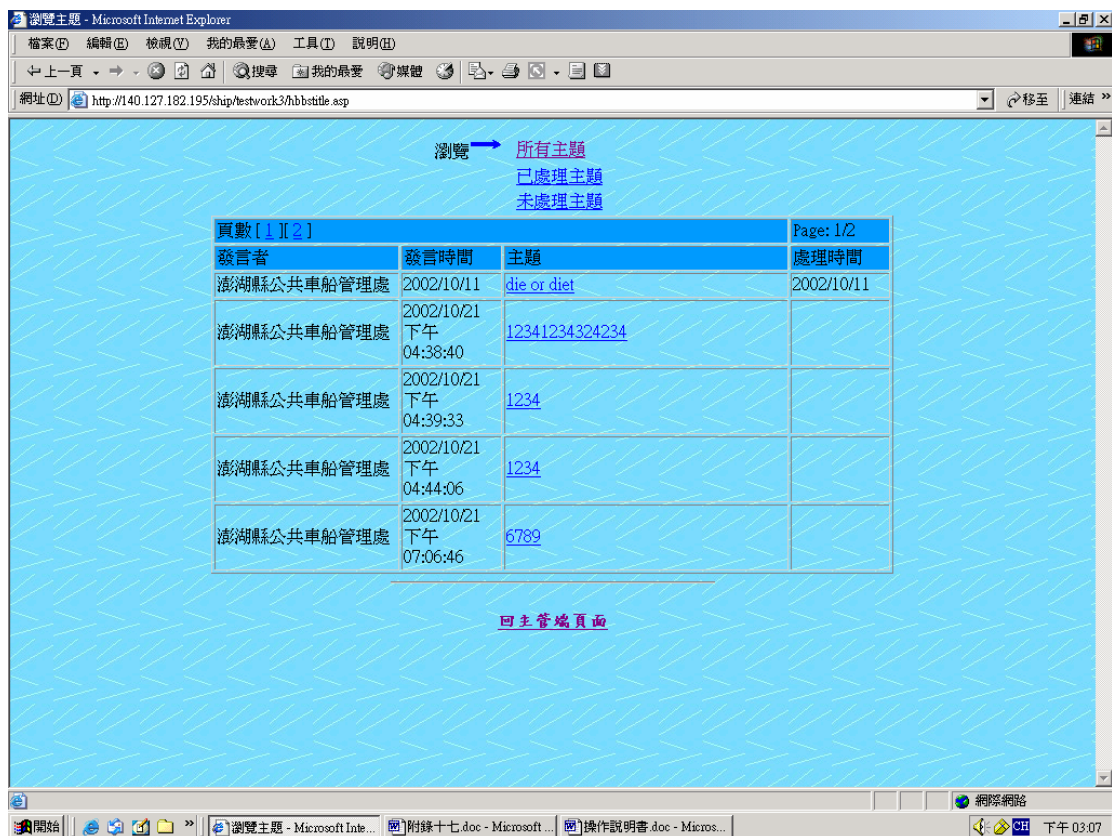 瀏覽主題 - Microsoft Internet Explorer
檔案(F) 編輯(E) 檢視(V) 我的最愛(A) 工具(T) 說明(H)
上一頁 搜尋 我的最愛 媒體
網址(D) http://140.127.182.195/ship/testwork3/hbbstitle.asp 移至 連結 »
瀏覽 所有主題
已處理主題
未處理主題
頁數 [ 1 ][ 2 ] Page: 1/2
發言者 發言時間 主題 處理時間
澎湖縣公共車船管理處 2002/10/11 die or diet 2002/10/11
澎湖縣公共車船管理處 2002/10/21 下午 04:38:40 12341234324234
澎湖縣公共車船管理處 2002/10/21 下午 04:39:33 1234
澎湖縣公共車船管理處 2002/10/21 下午 04:44:06 1234
澎湖縣公共車船管理處 2002/10/21 下午 07:06:46 6789
回主管端頁面
網際網路
開始 » 瀏覽主題 - Microsoft Inte... 附錄十七.doc - Microsoft ... 操作說明書.doc - Micros... CH 下午 03:07